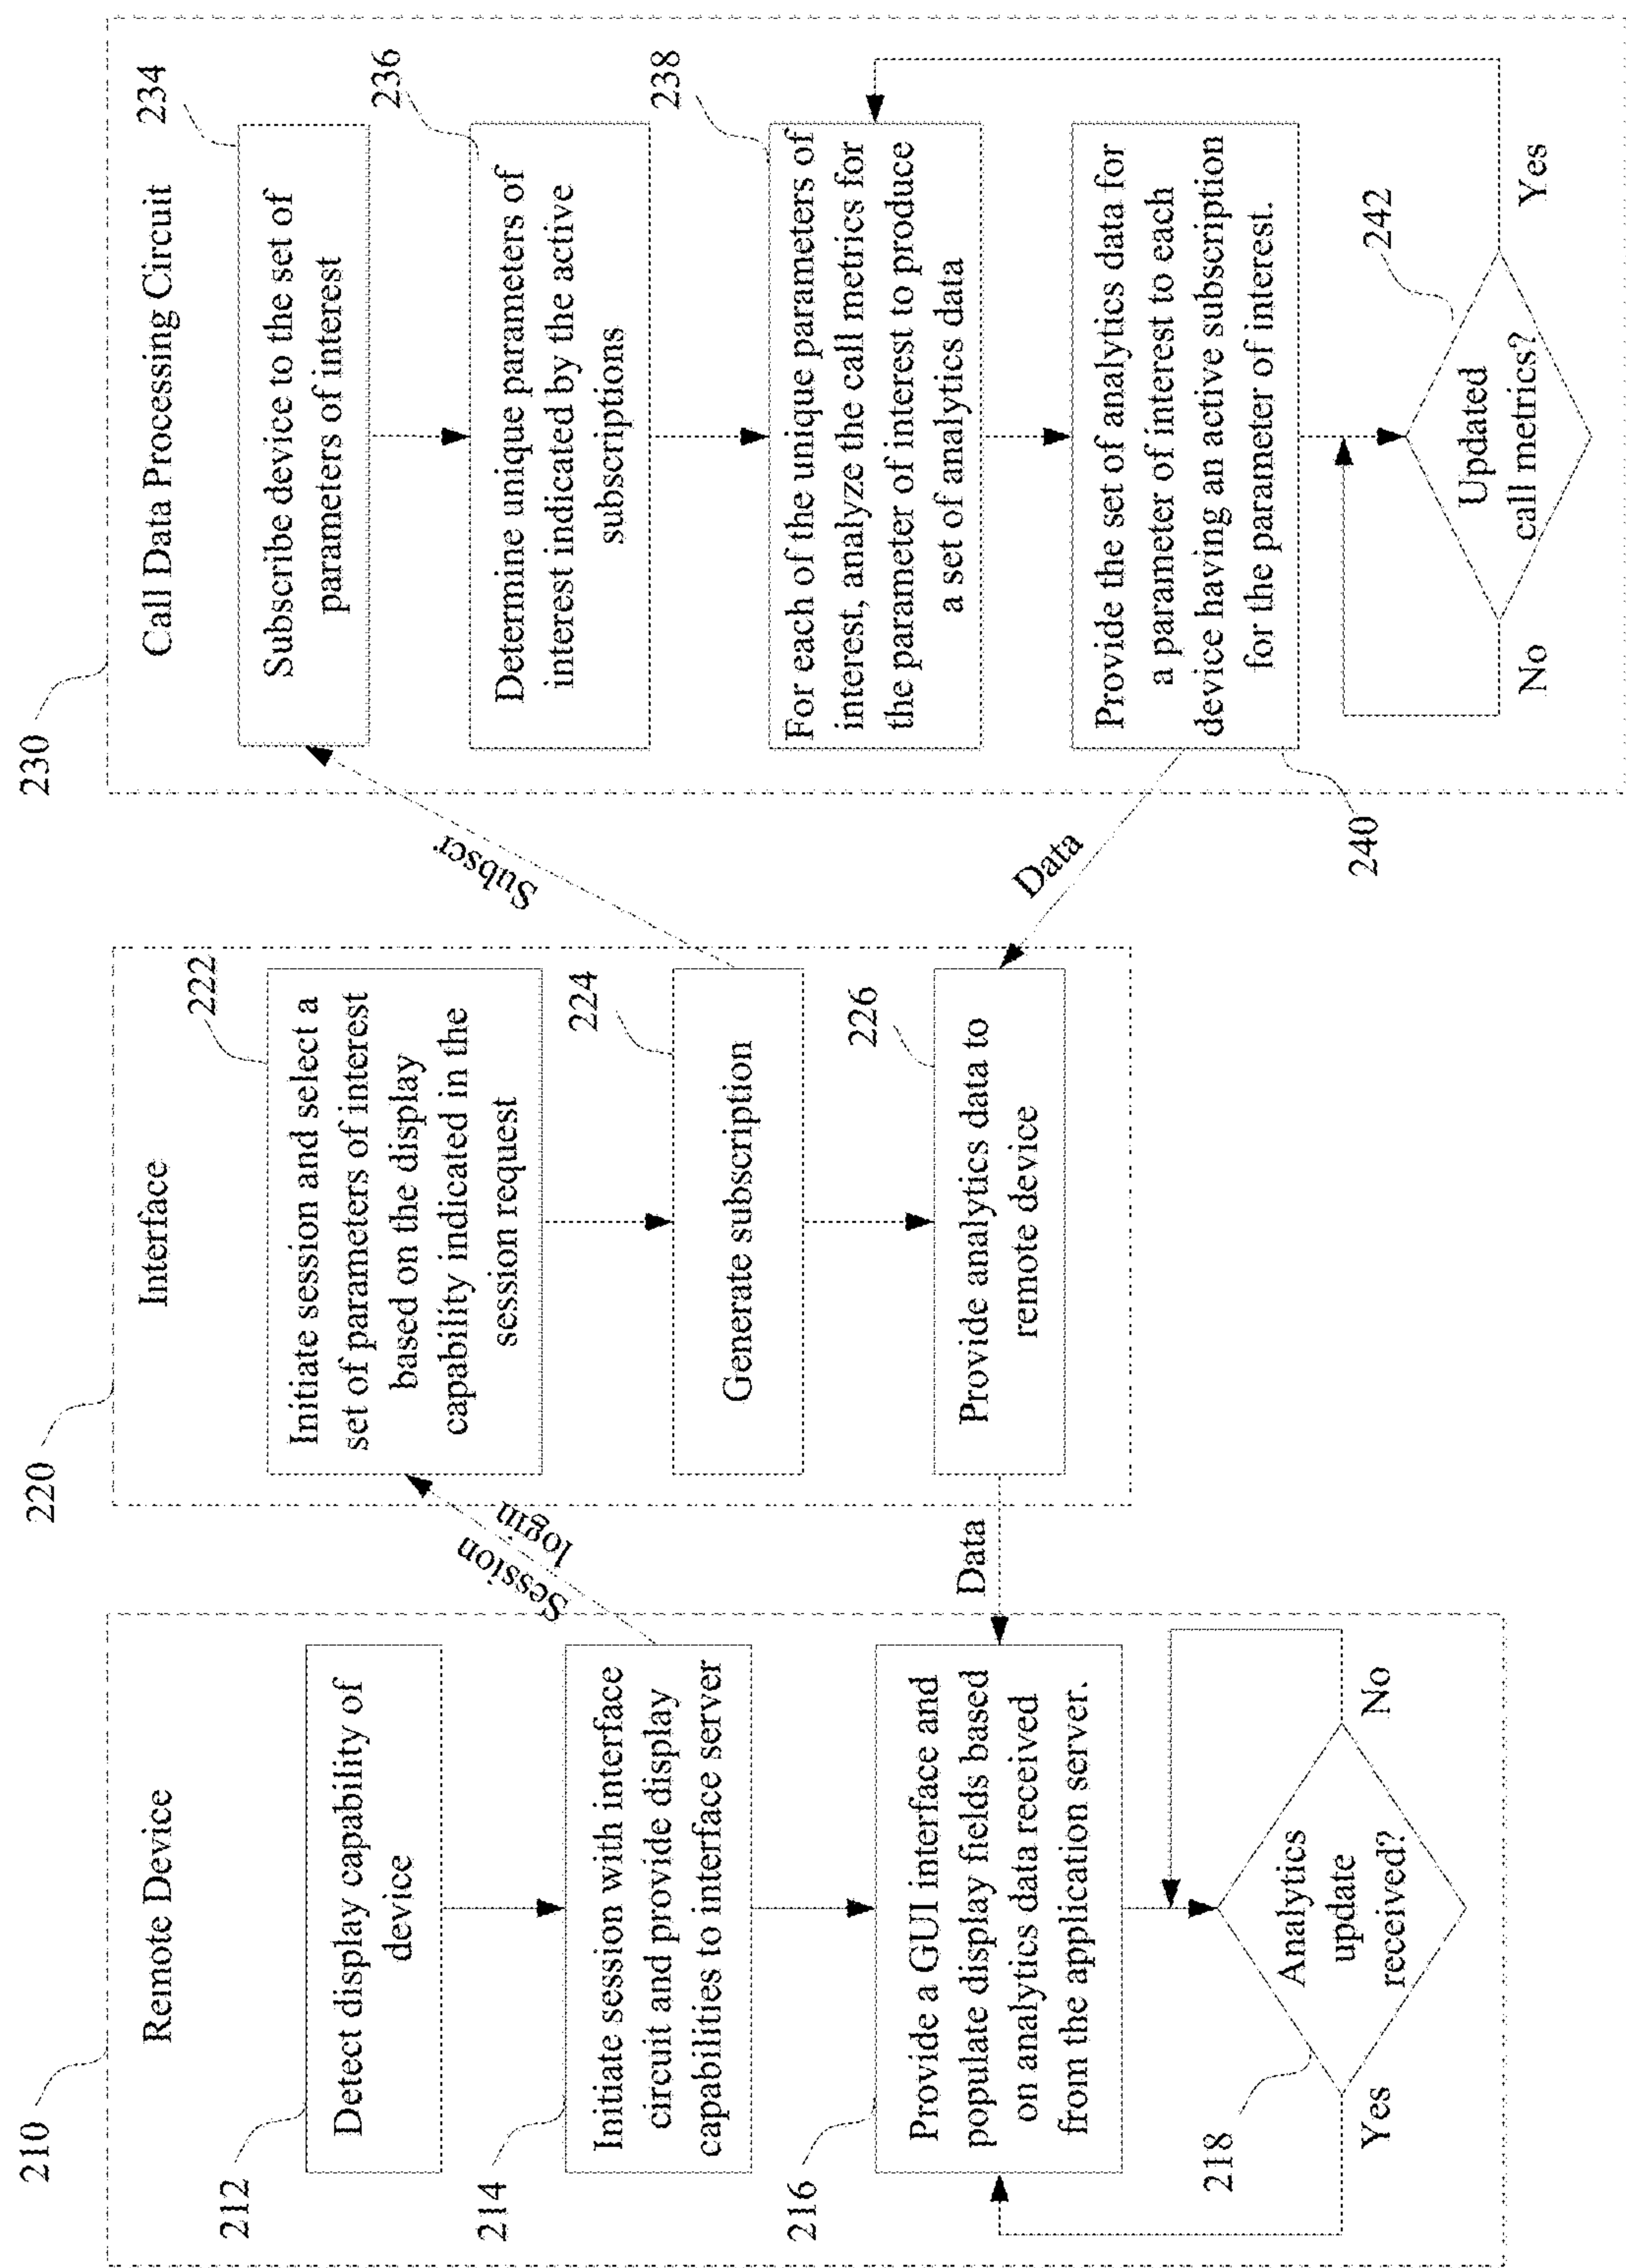 210
Remote Device
212
Detect display capability of
device
214
Initiate session with interface
circuit and provide display
capabilities to interface server
216
Provide a GUI interface and
populate display fields based
on analytics data received
from the application server.
218
Analytics
update
received?
Yes
No
Session
login
Data
220
Interface
222
Initiate session and select a
set of parameters of interest
based on the display
capability indicated in the
session request
224
Generate subscription
226
Provide analytics data to
remote device
Subscr
Data
230
Call Data Processing Circuit
234
Subscribe device to the set of
parameters of interest
236
Determine unique parameters of
interest indicated by the active
subscriptions
238
For each of the unique parameters of
interest, analyze the call metrics for
the parameter of interest to produce
a set of analytics data
Provide the set of analytics data for
a parameter of interest to each
device having an active subscription
for the parameter of interest.
240
242
Updated
call metrics?
No
Yes